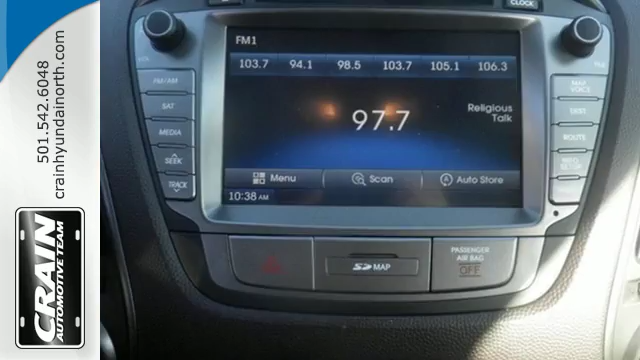 501.542.6048
crainhyundainorth.com
CRAIN
AUTOMOTIVE TEAM
CLOCK
FM/AM
SAT
MEDIA
SEEK
TRACK
FM1
103.7 94.1 98.5 103.7 105.1 106.3
97.7
Religious
Talk
Menu Scan Auto Store
10:38 AM
MAP
VOICE
DEST
ROUTE
SD MAP
PASSENGER
AIR BAG
OFF